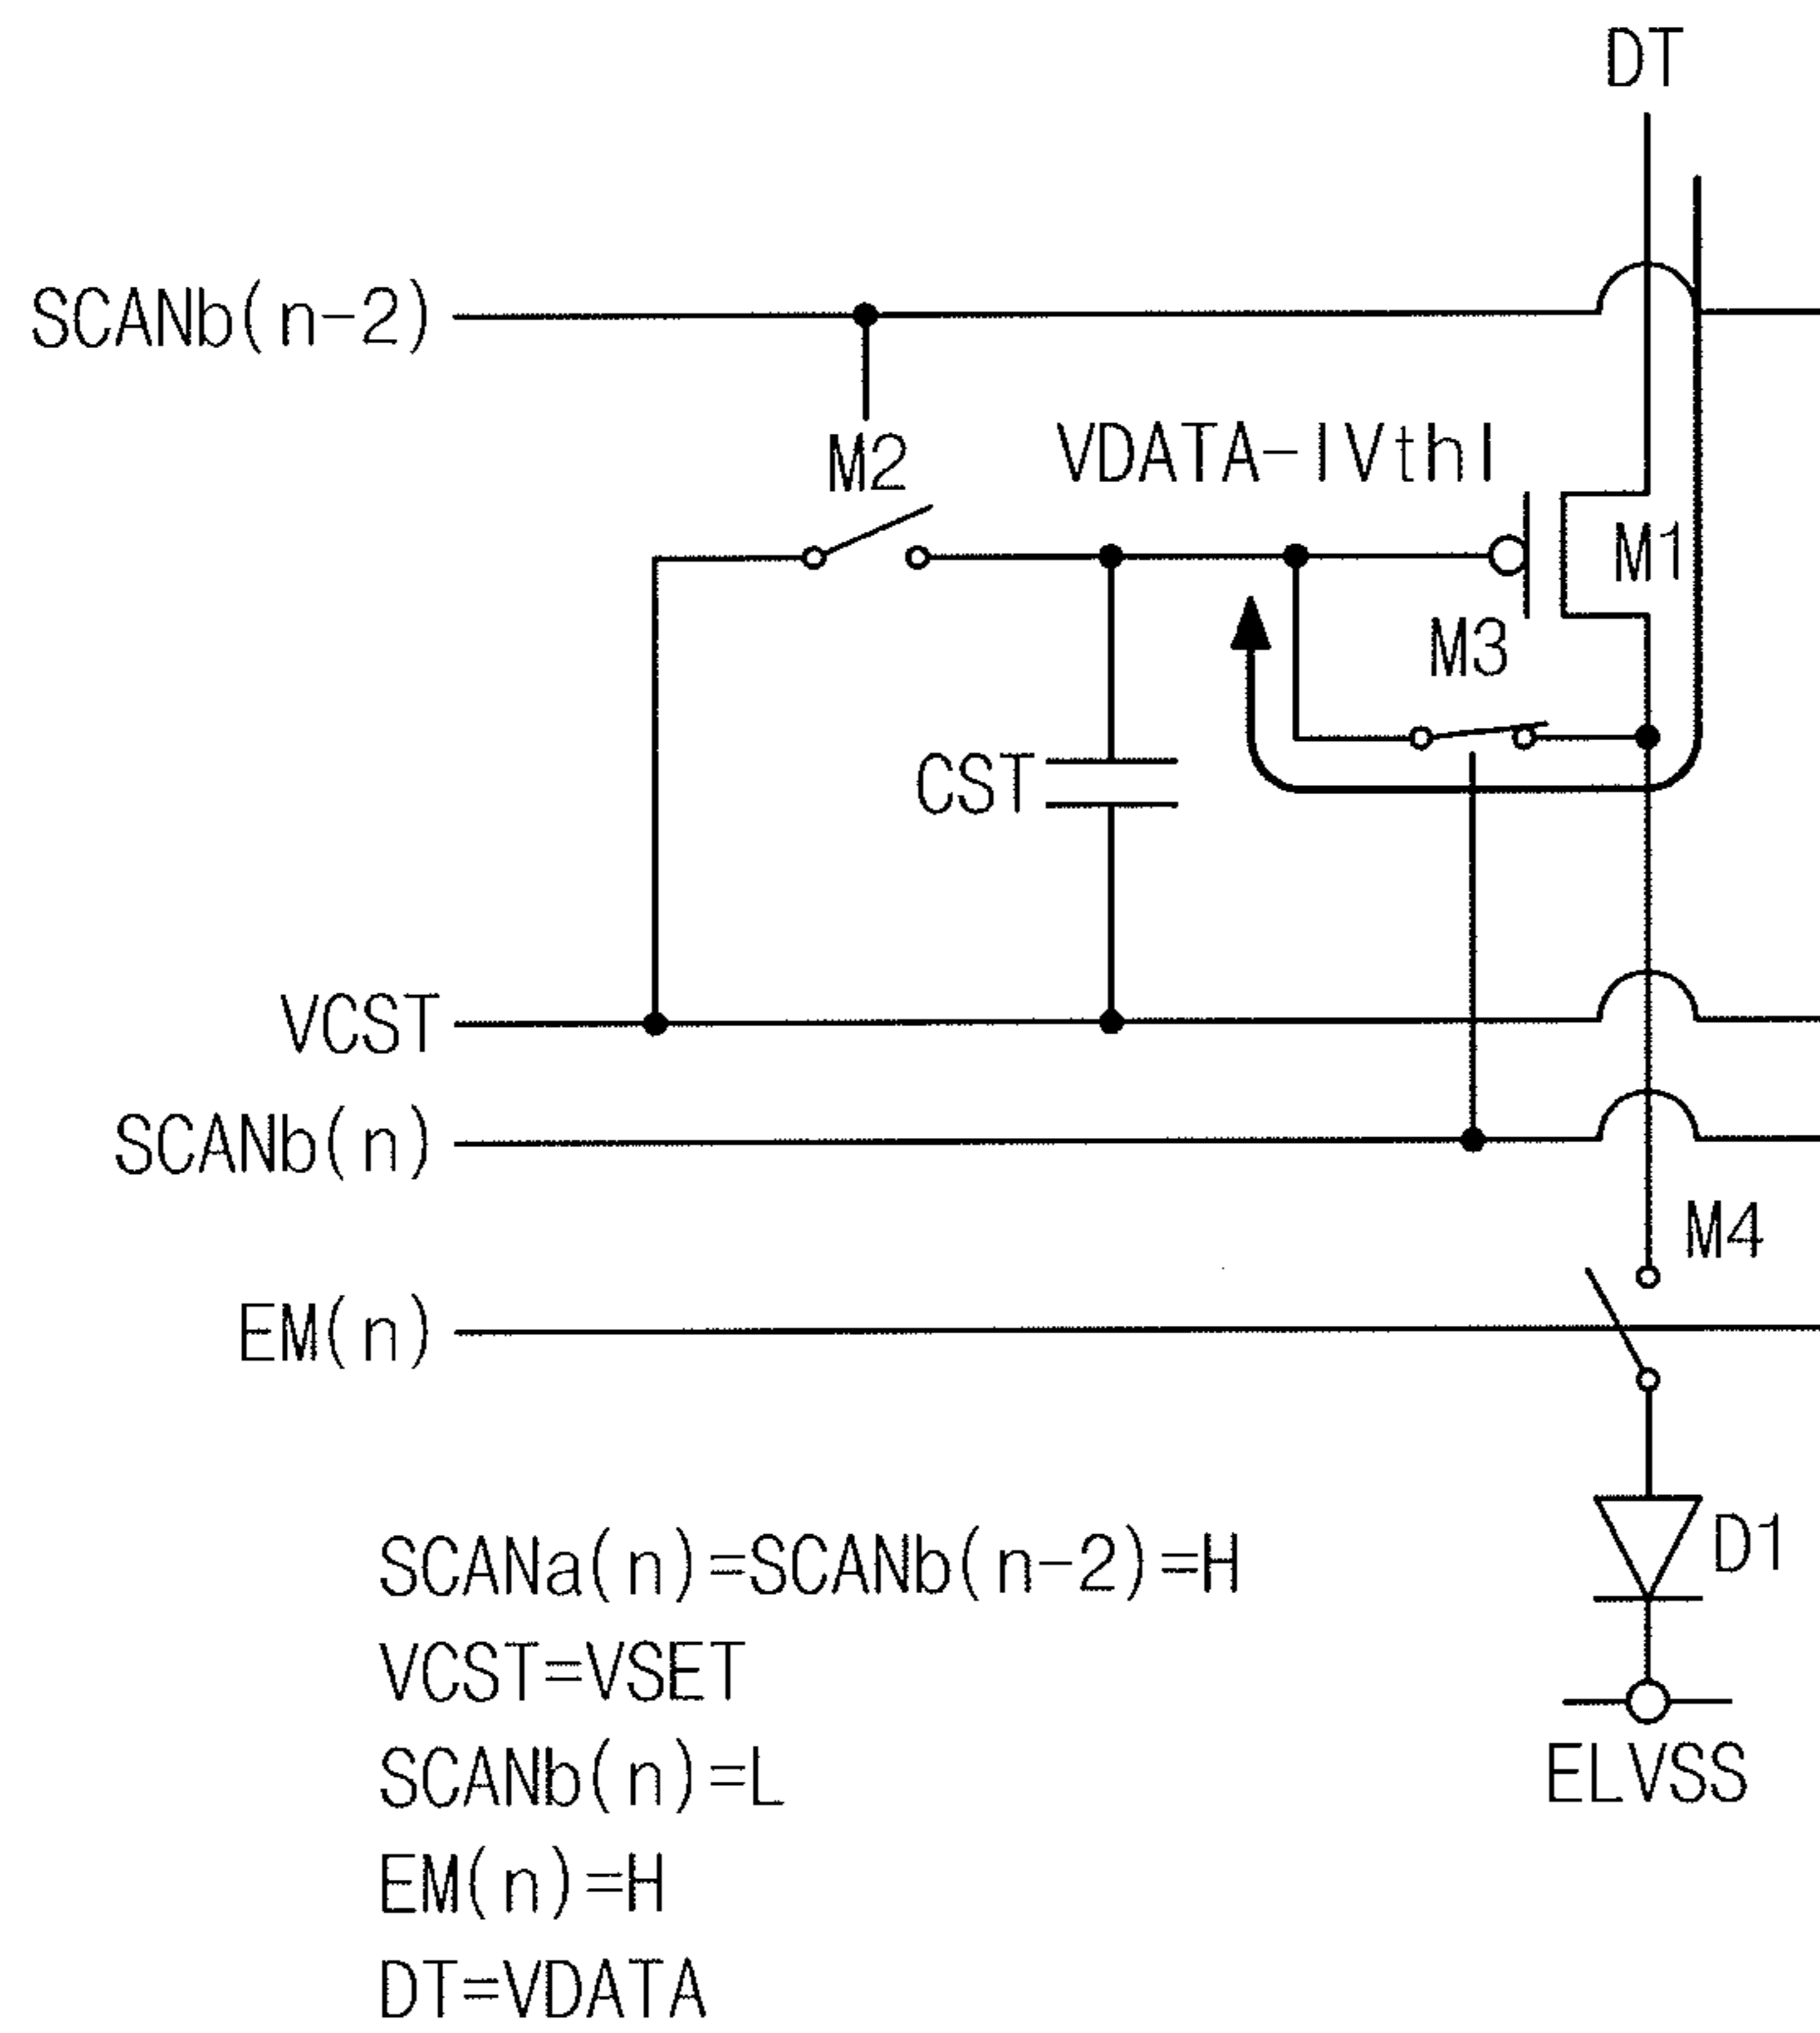 DT
SCANb(n-2)
M2
VDATA-|Vth|
M1
M3
CST
VCST
SCANb(n)
M4
EM(n)
D1
SCANa(n)=SCANb(n-2)=H
VCST=VSET
ELVSS
SCANb(n)=L
EM(n)=H
DT=VDATA